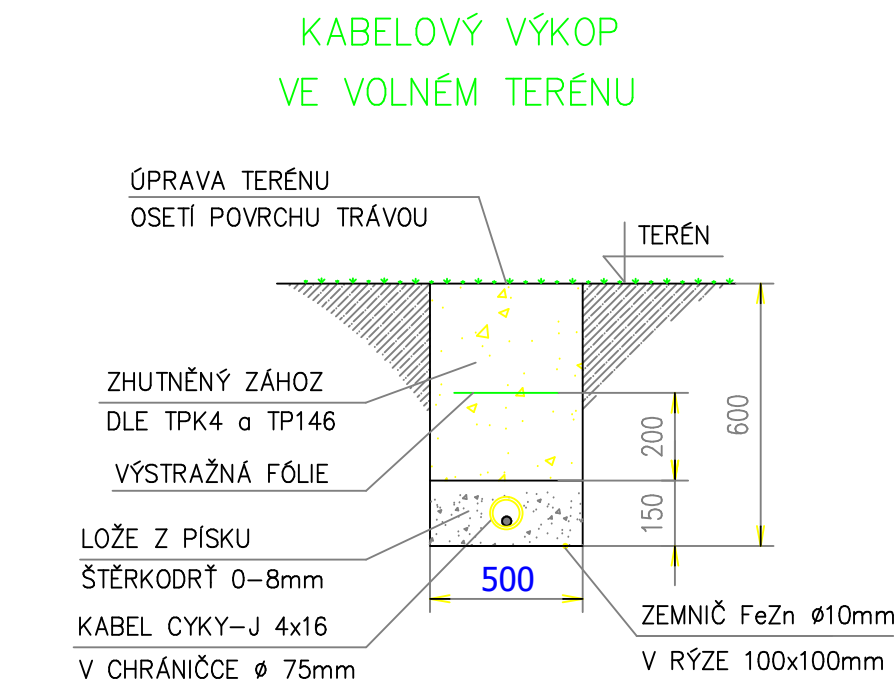 KABELOVÝ VÝKOP
VE VOLNÉM TERÉNU
ÚPRAVA TERÉNU
OSETÍ POVRCHU TRÁVOU
TERÉN
ZHUTNĚNÝ ZÁHOZ
DLE TPK4 a TP146
VÝSTRAŽNÁ FÓLIE
200
600
150
LOŽE Z PÍSKU
ŠTĚRKODRŤ 0-8mm
500
KABEL CYKY-J 4x16
V CHRÁNIČCE ø 75mm
ZEMNIČ FeZn ø10mm
V RÝZE 100x100mm